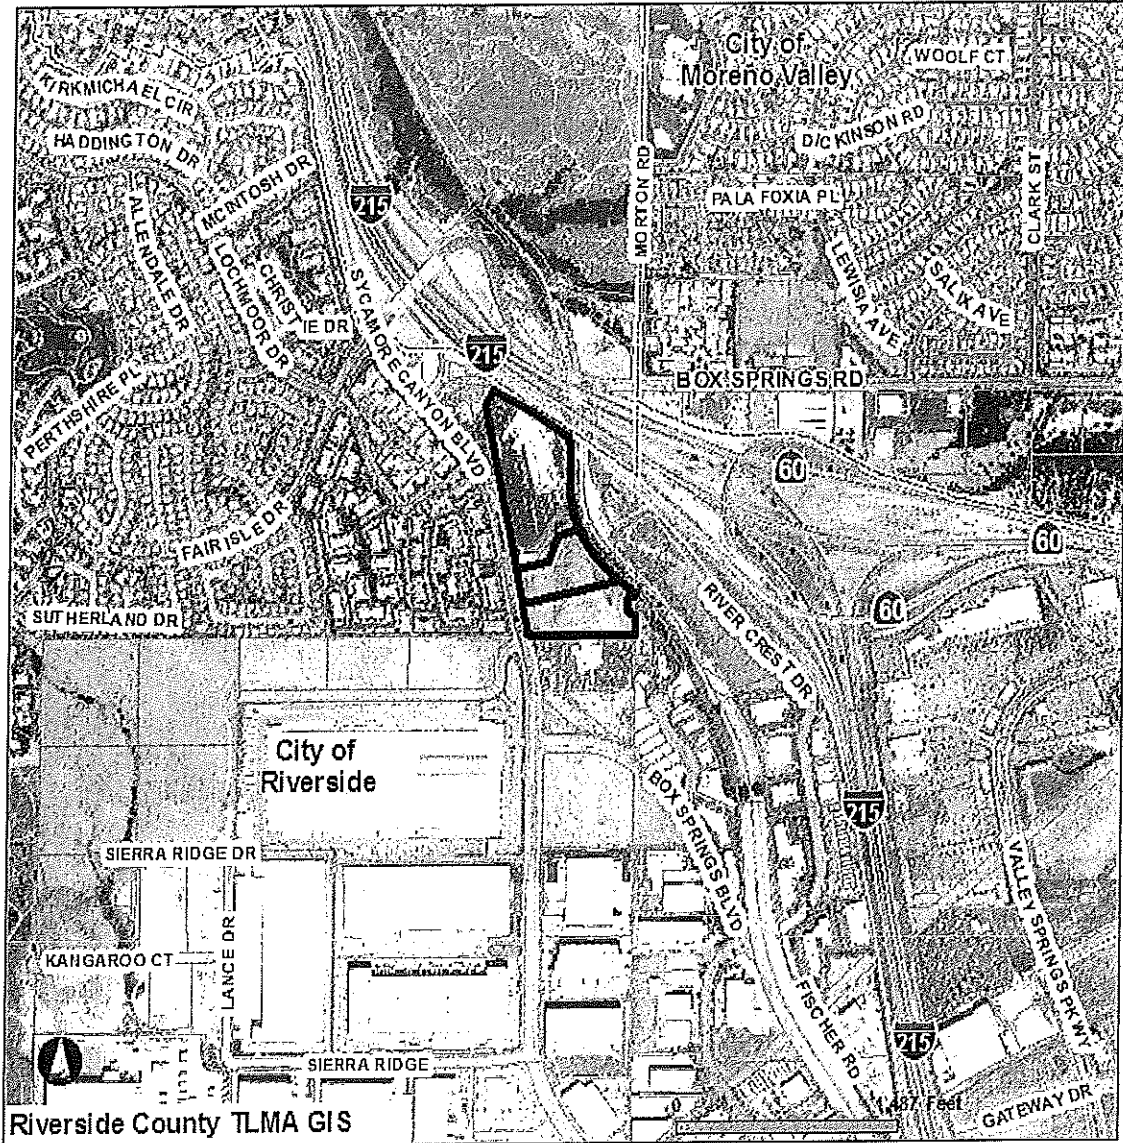 City of
Moreno Valley
WOOLF CT
KIRKMICHAEL CIR
HADDINGTON DR
DICKINSON RD
MCINTOSH DR
215
MORTON RD
PALA FOXIA PL
CLARK ST
ALLENDALE DR
LOCHMOOR DR
CHRISTIE DR
SYCAMORE CANYON BLVD
LEWISIA AVE
SALIX AVE
215
BOX SPRINGS RD
PERTHSHIRE PL
60
FAIR ISLE DR
60
60
SUTHERLAND DR
RIVER CREST DR
City of
Riverside
BOX SPRINGS BLVD
215
SIERRA RIDGE DR
VALLEY SPRINGS PKWY
LANCE DR
KANGAROO CT
FISCHER RD
215
SIERRA RIDGE
0
1,487 Feet
GATEWAY DR
Riverside County TLMA GIS